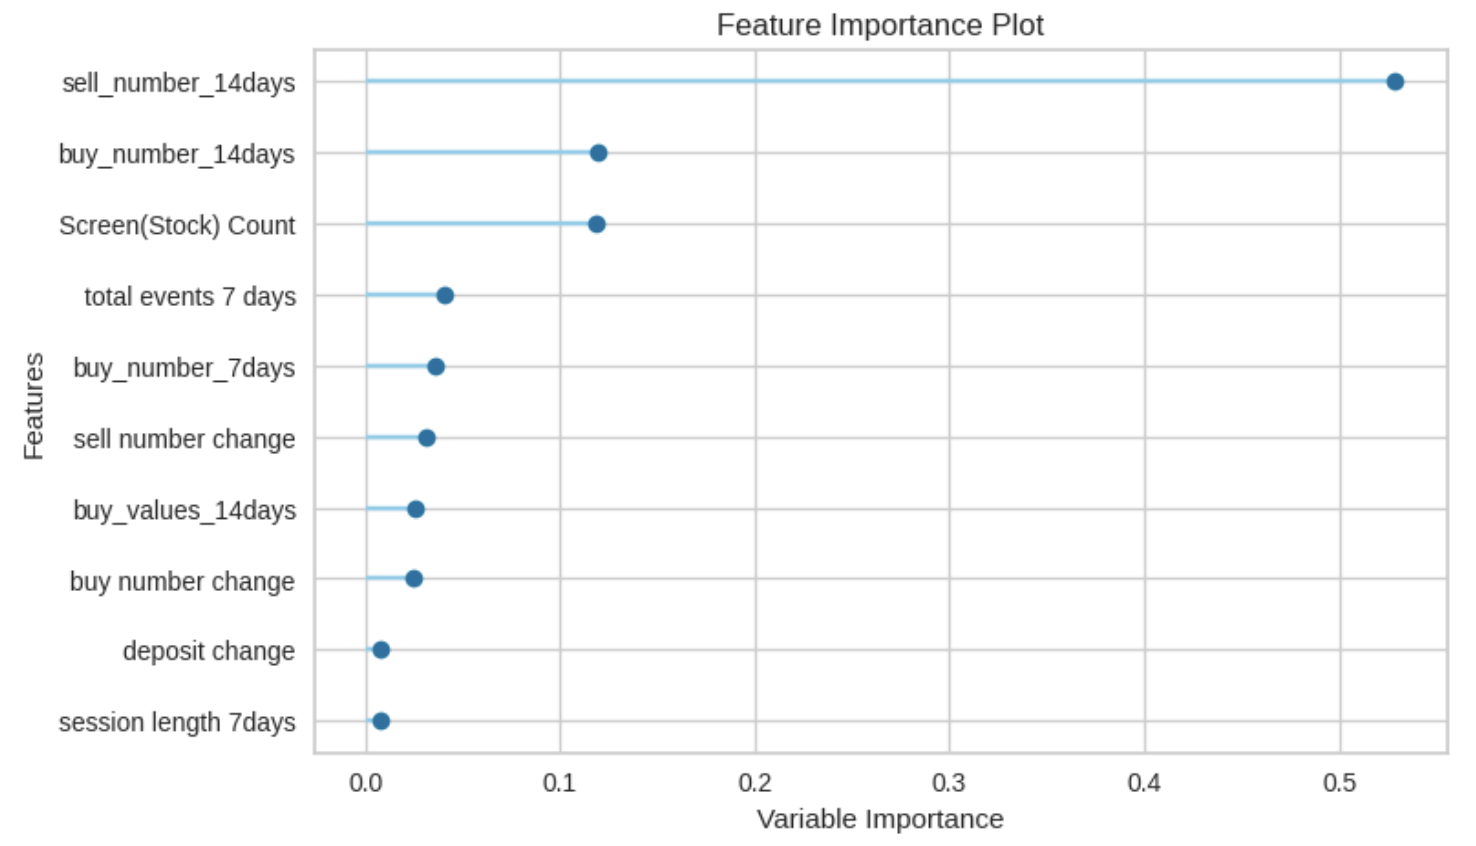 Feature Importance Plot
sell_number_14days
buy_number_14days
Screen(Stock) Count
total events 7 days
buy_number_7days
sell number change
buy_values_14days
buy number change
deposit change
session length 7days
Features
0.0 0.1 0.2 0.3 0.4 0.5
Variable Importance